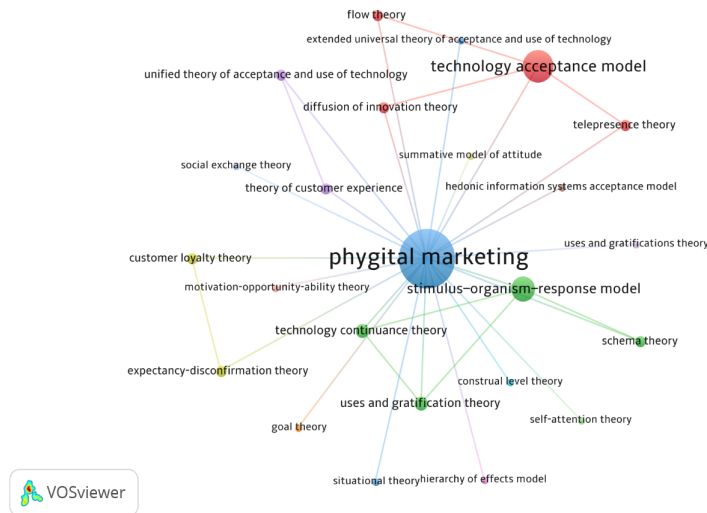 flow theory
extended universal theory of acceptance and use of technology
technology acceptance model
unified theory of acceptance and use of technology
diffusion of innovation theory
telepresence theory
summative model of attitude
social exchange theory
theory of customer experience
hedonic information systems acceptance model
uses and gratifications theory
customer loyalty theory
phygital marketing
motivation-opportunity-ability theory
stimulus–organism–response model
technology continuance theory
schema theory
expectancy-disconfirmation theory
construal level theory
uses and gratification theory
self-attention theory
goal theory
situational theory
hierarchy of effects model
VOSviewer